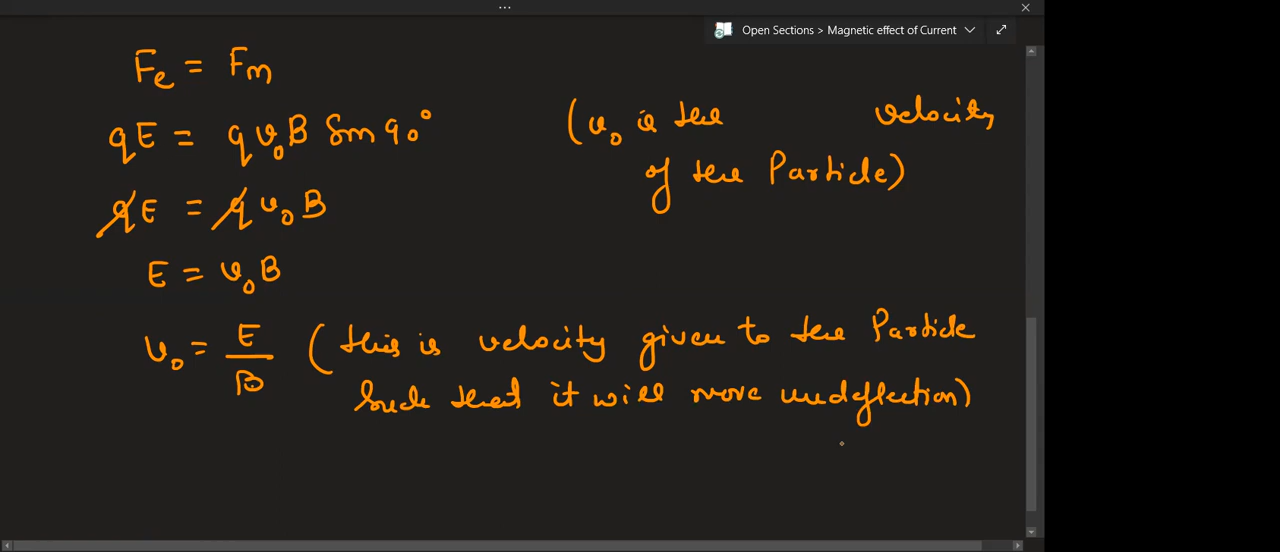 Open Sections > Magnetic effect of Current
Fe = Fm
qE = qv₀B Sin 90°
(v₀ is the velocity
of the Particle)
qE = qv₀B
E = v₀B
v₀ = E/B (this is velocity given to the Particle
such that it will move undeflection)